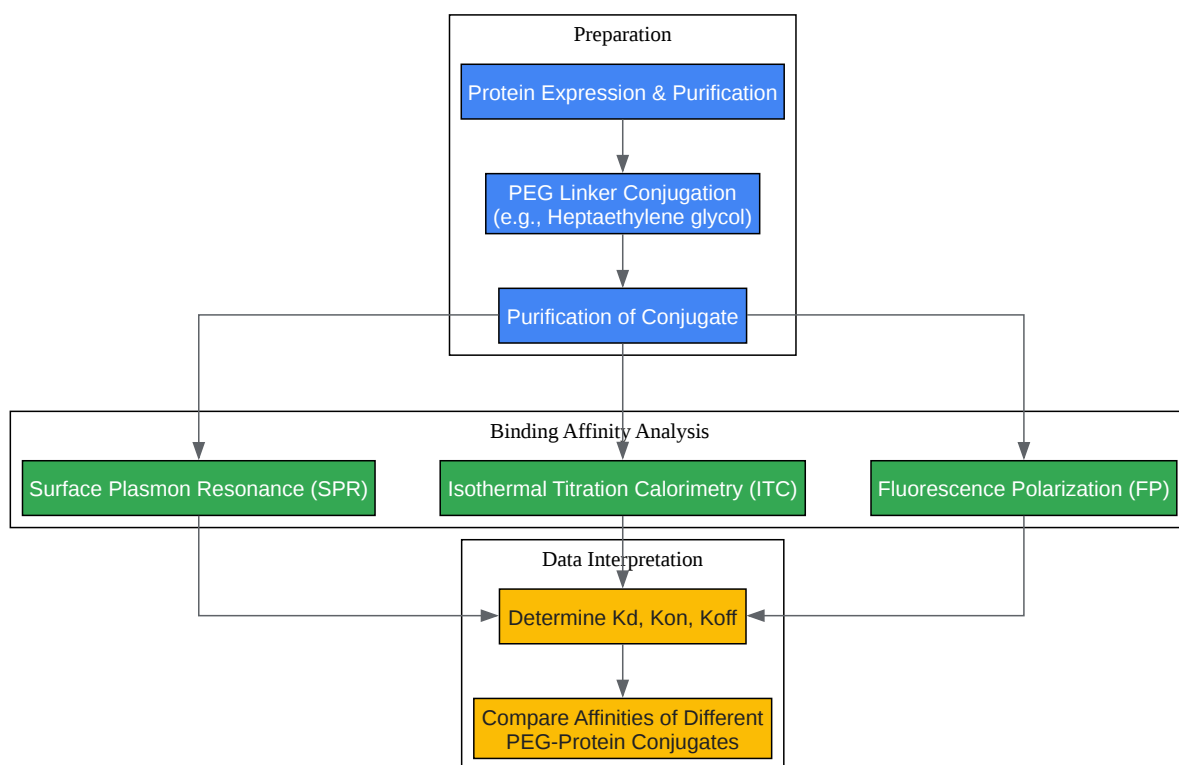 Preparation
Protein Expression & Purification
PEG Linker Conjugation
(e.g., Heptaethylene glycol)
Purification of Conjugate
Binding Affinity Analysis
Surface Plasmon Resonance (SPR)
Isothermal Titration Calorimetry (ITC)
Fluorescence Polarization (FP)
Data Interpretation
Determine Kd, Kon, Koff
Compare Affinities of Different
PEG-Protein Conjugates